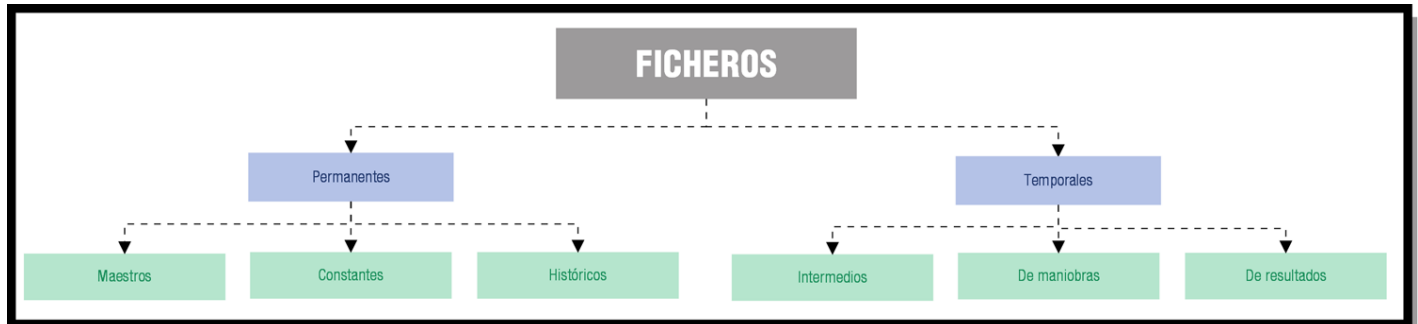 FICHEROS
Permanentes
Temporales
Maestros
Constantes
Históricos
Intermedios
De maniobras
De resultados